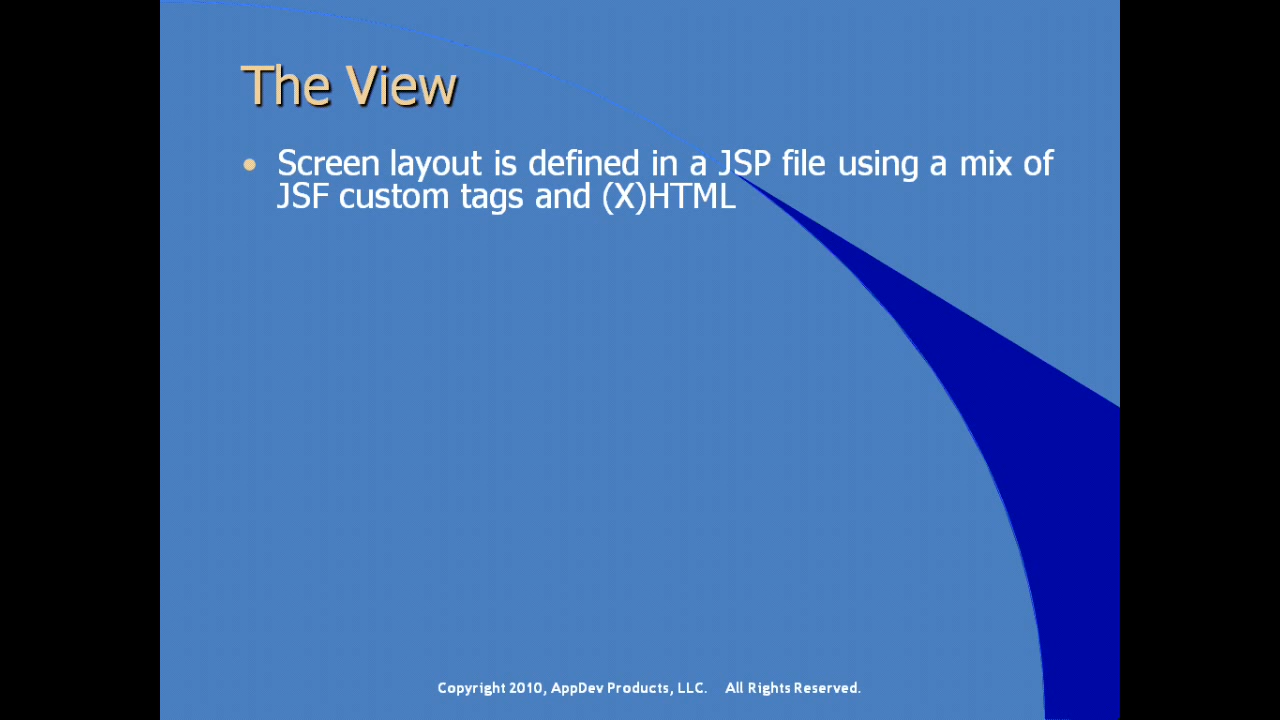 The View
• Screen layout is defined in a JSP file using a mix of
JSF custom tags and (X)HTML
Copyright 2010, AppDev Products, LLC. All Rights Reserved.